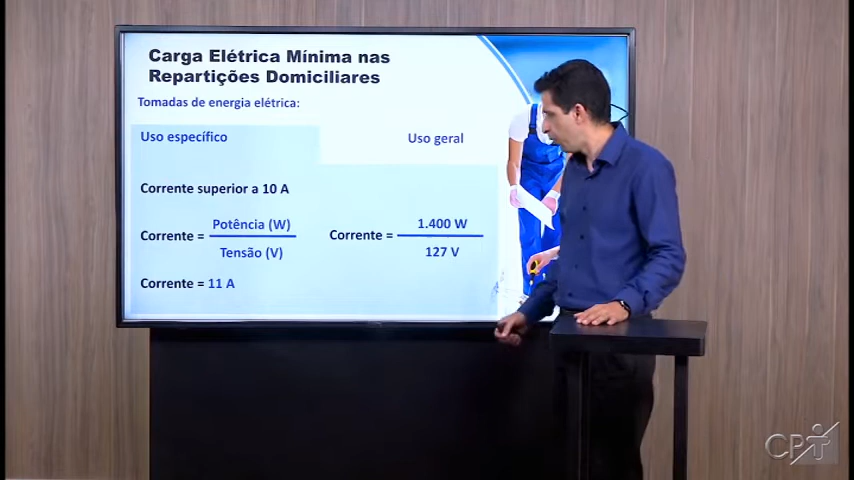 Carga Elétrica Mínima nas
Repartições Domiciliares
Tomadas de energia elétrica:
Uso específico
Uso geral
Corrente superior a 10 A
Corrente = Potência (W)
Tensão (V)
Corrente = 1.400 W
127 V
Corrente = 11 A
CPT